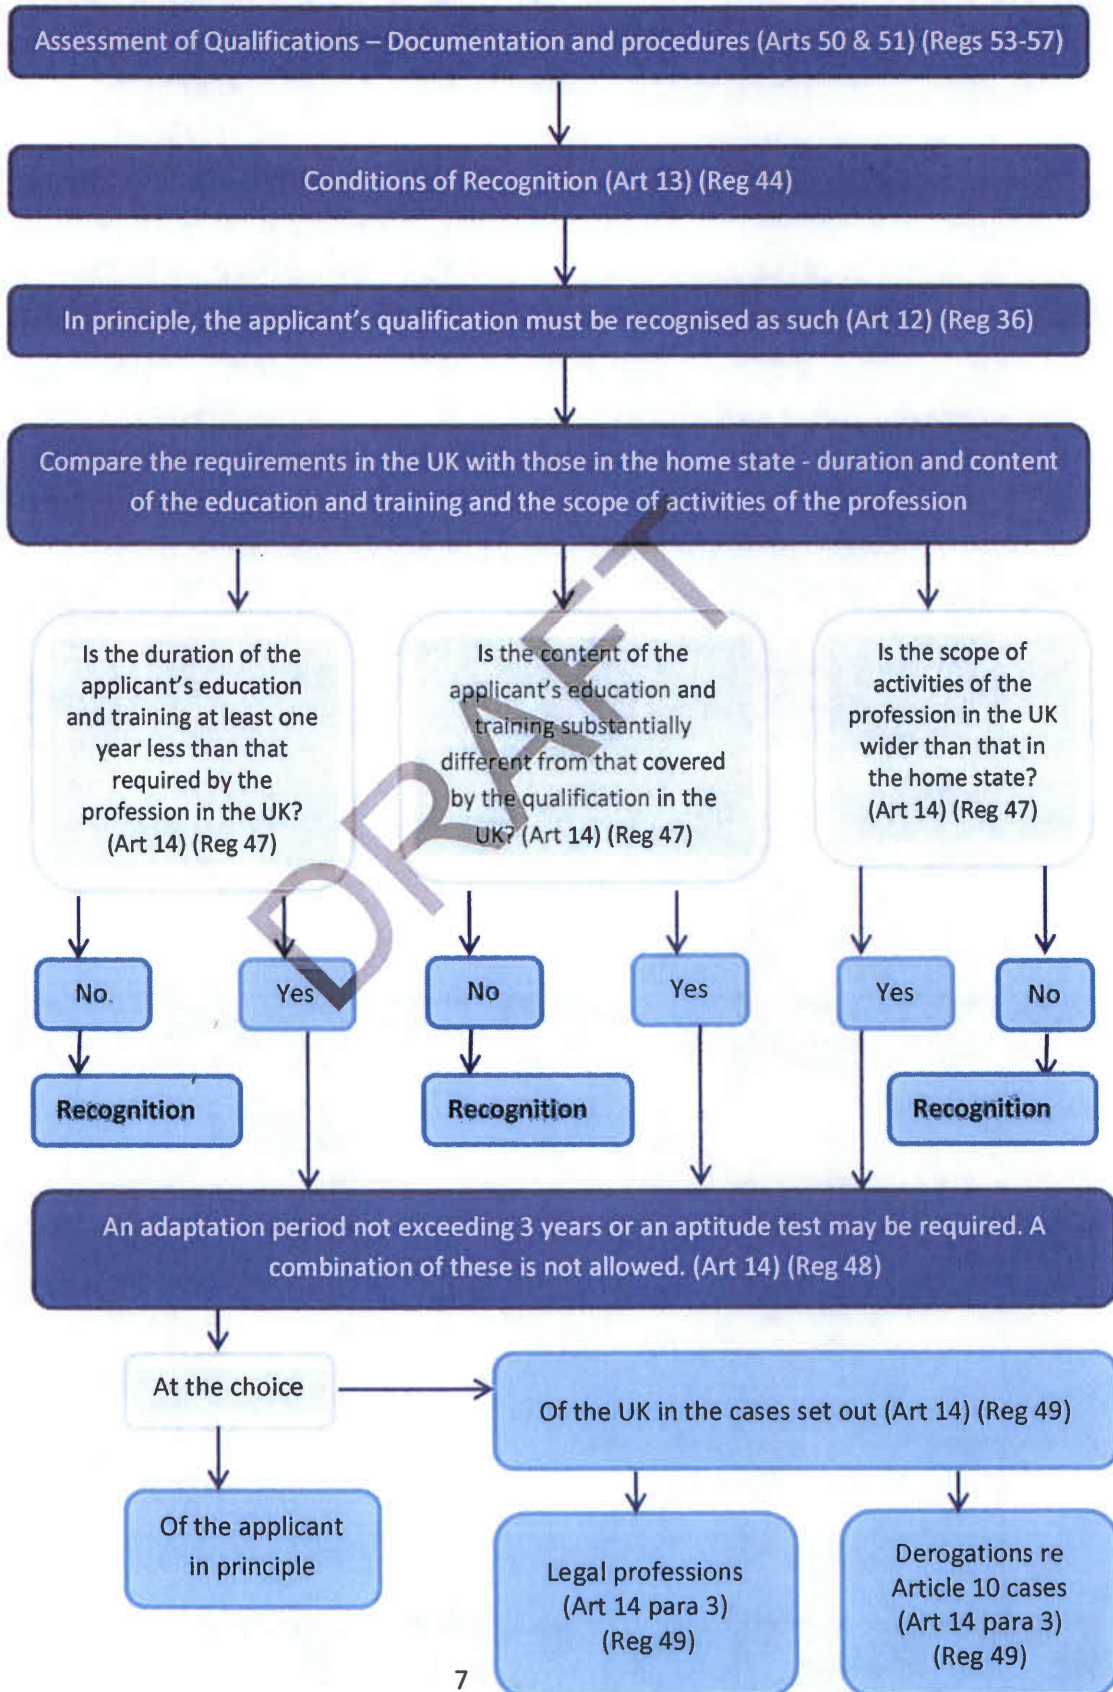 Assessment of Qualifications – Documentation and procedures (Arts 50 & 51) (Regs 53-57)
Conditions of Recognition (Art 13) (Reg 44)
In principle, the applicant's qualification must be recognised as such (Art 12) (Reg 36)
Compare the requirements in the UK with those in the home state - duration and content
of the education and training and the scope of activities of the profession
Is the duration of the
applicant's education
and training at least one
year less than that
required by the
profession in the UK?
(Art 14) (Reg 47)
Is the content of the
applicant's education and
training substantially
different from that covered
by the qualification in the
UK? (Art 14) (Reg 47)
Is the scope of
activities of the
profession in the UK
wider than that in
the home state?
(Art 14) (Reg 47)
DRAFT
No
Yes
No
Yes
Yes
No
Recognition
Recognition
Recognition
An adaptation period not exceeding 3 years or an aptitude test may be required. A
combination of these is not allowed. (Art 14) (Reg 48)
At the choice
Of the UK in the cases set out (Art 14) (Reg 49)
Of the applicant
in principle
Legal professions
(Art 14 para 3)
(Reg 49)
Derogations re
Article 10 cases
(Art 14 para 3)
(Reg 49)
7